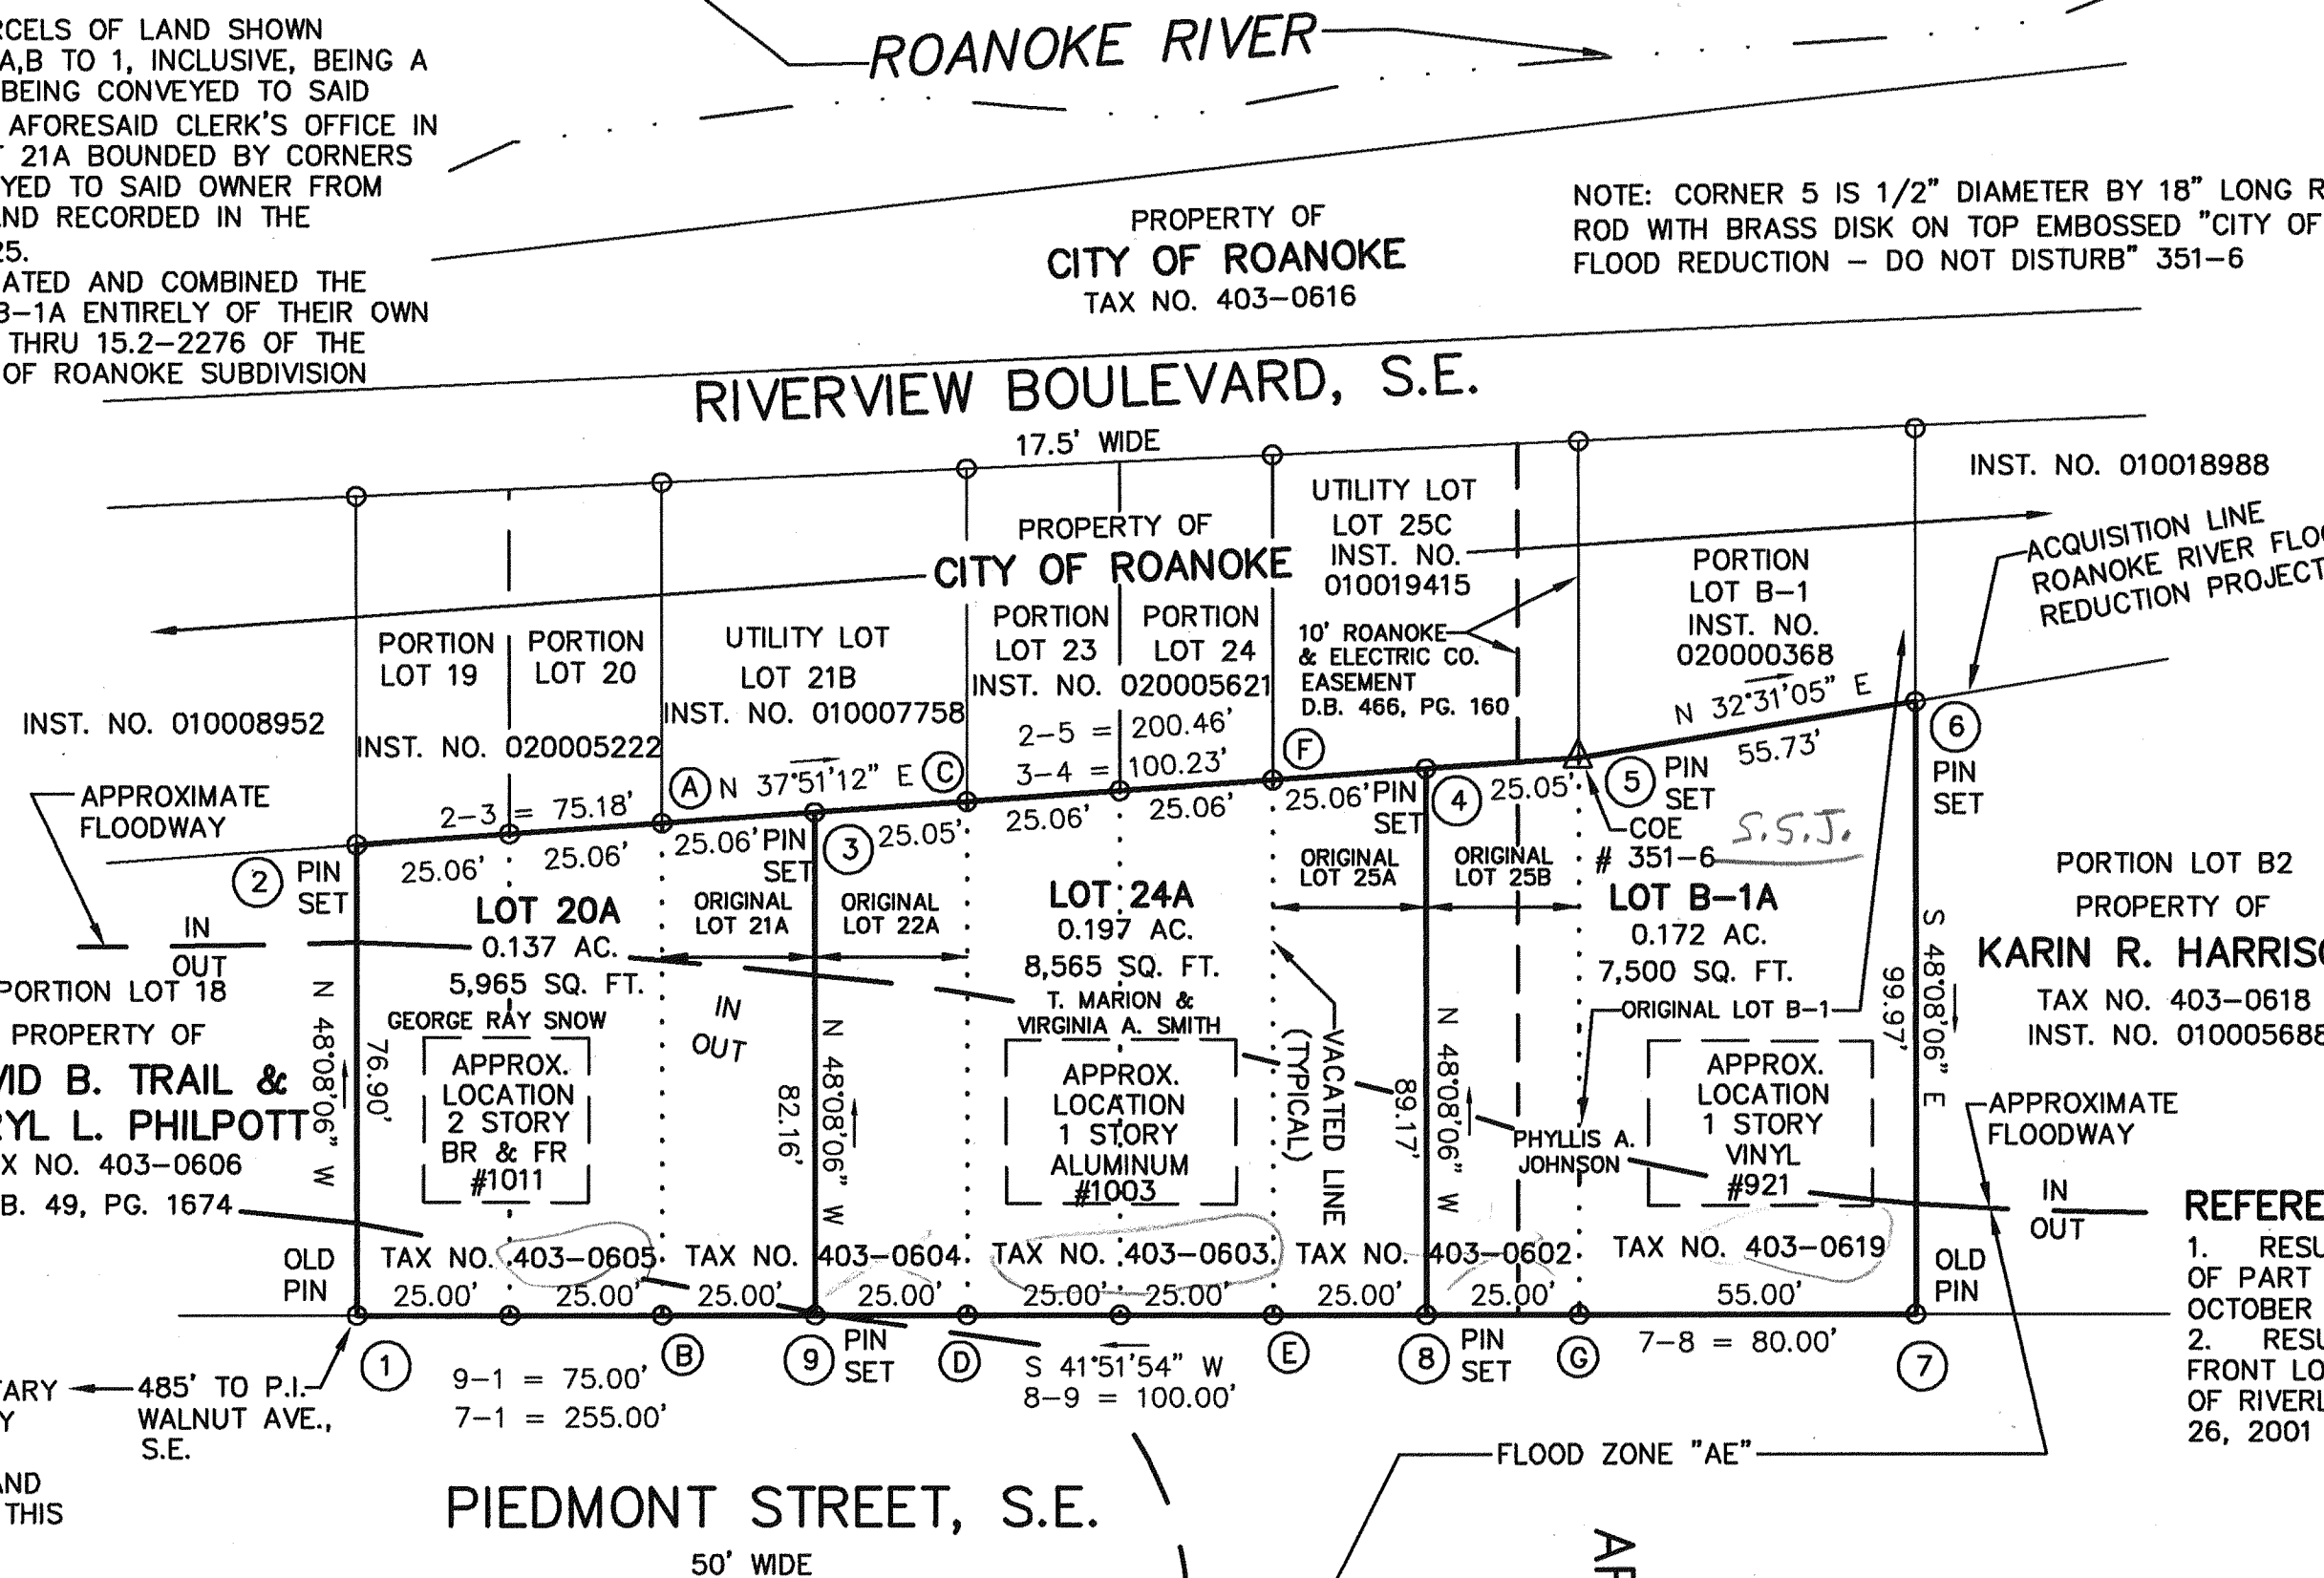 RCELS OF LAND SHOWN
A,B TO 1, INCLUSIVE, BEING A
BEING CONVEYED TO SAID
AFORESAID CLERK'S OFFICE IN
T 21A BOUNDED BY CORNERS
YED TO SAID OWNER FROM
ND RECORDED IN THE
25.
ATED AND COMBINED THE
B-1A ENTIRELY OF THEIR OWN
THRU 15.2-2276 OF THE
OF ROANOKE SUBDIVISION
ROANOKE RIVER
PROPERTY OF
CITY OF ROANOKE
TAX NO. 403-0616
NOTE: CORNER 5 IS 1/2" DIAMETER BY 18" LONG R
ROD WITH BRASS DISK ON TOP EMBOSSED "CITY OF
FLOOD REDUCTION - DO NOT DISTURB" 351-6
RIVERVIEW BOULEVARD, S.E.
17.5' WIDE
INST. NO. 010018988
ACQUISITION LINE
ROANOKE RIVER FLOO
REDUCTION PROJECT
PROPERTY OF
CITY OF ROANOKE
UTILITY LOT
LOT 25C
INST. NO.
010019415
PORTION
LOT B-1
INST. NO.
020000368
10' ROANOKE
& ELECTRIC CO.
EASEMENT
D.B. 466, PG. 160
PORTION
LOT 19
PORTION
LOT 20
INST. NO. 020005222
UTILITY LOT
LOT 21B
INST. NO. 010007758
PORTION
LOT 23
PORTION
LOT 24
INST. NO. 020005621
2-5 = 200.46'
3-4 = 100.23'
INST. NO. 010008952
APPROXIMATE
FLOODWAY
2-3 = 75.18'
A
N 37°51'12" E
C
F
N 32°31'05" E
55.73'
6
PIN
SET
2
PIN
SET
25.06'
25.06'
25.06'
PIN
SET
3
25.05'
25.06'
25.06'
25.06'
PIN
SET
4
25.05'
5
PIN
SET
COE
# 351-6
S.S.J.
LOT 20A
0.137 AC.
5,965 SQ. FT.
GEORGE RAY SNOW
ORIGINAL
LOT 21A
ORIGINAL
LOT 22A
LOT 24A
0.197 AC.
8,565 SQ. FT.
T. MARION &
VIRGINIA A. SMITH
ORIGINAL
LOT 25A
ORIGINAL
LOT 25B
LOT B-1A
0.172 AC.
7,500 SQ. FT.
ORIGINAL LOT B-1
PORTION LOT B2
PROPERTY OF
KARIN R. HARRISO
TAX NO. 403-0618
INST. NO. 010005688
IN
OUT
PORTION LOT 18
PROPERTY OF
VID B. TRAIL &
RYL L. PHILPOTT
X NO. 403-0606
B. 49, PG. 1674
N 48°08'06" W
76.90'
APPROX.
LOCATION
2 STORY
BR & FR
#1011
IN
OUT
82.16'
N 48°08'06" W
APPROX.
LOCATION
1 STORY
ALUMINUM
#1003
VACATED LINE
(TYPICAL)
89.17'
N 48°08'06" W
PHYLLIS A.
JOHNSON
APPROX.
LOCATION
1 STORY
VINYL
#921
99.97'
S 48°08'06" E
APPROXIMATE
FLOODWAY
IN
OUT
OLD
PIN
TAX NO. 403-0605
TAX NO. 403-0604
TAX NO. 403-0603
TAX NO. 403-0602
TAX NO. 403-0619
OLD
PIN
25.00'
25.00'
25.00'
25.00'
25.00'
25.00'
25.00'
25.00'
55.00'
1
B
9
PIN
SET
D
E
8
PIN
SET
G
7
9-1 = 75.00'
7-1 = 255.00'
S 41°51'54" W
8-9 = 100.00'
7-8 = 80.00'
TARY
Y
485' TO P.I.
WALNUT AVE.,
S.E.
AND
THIS
FLOOD ZONE "AE"
PIEDMONT STREET, S.E.
50' WIDE
AP
REFERE
1. RESU
OF PART
OCTOBER
2. RESU
FRONT LO
OF RIVERL
26, 2001